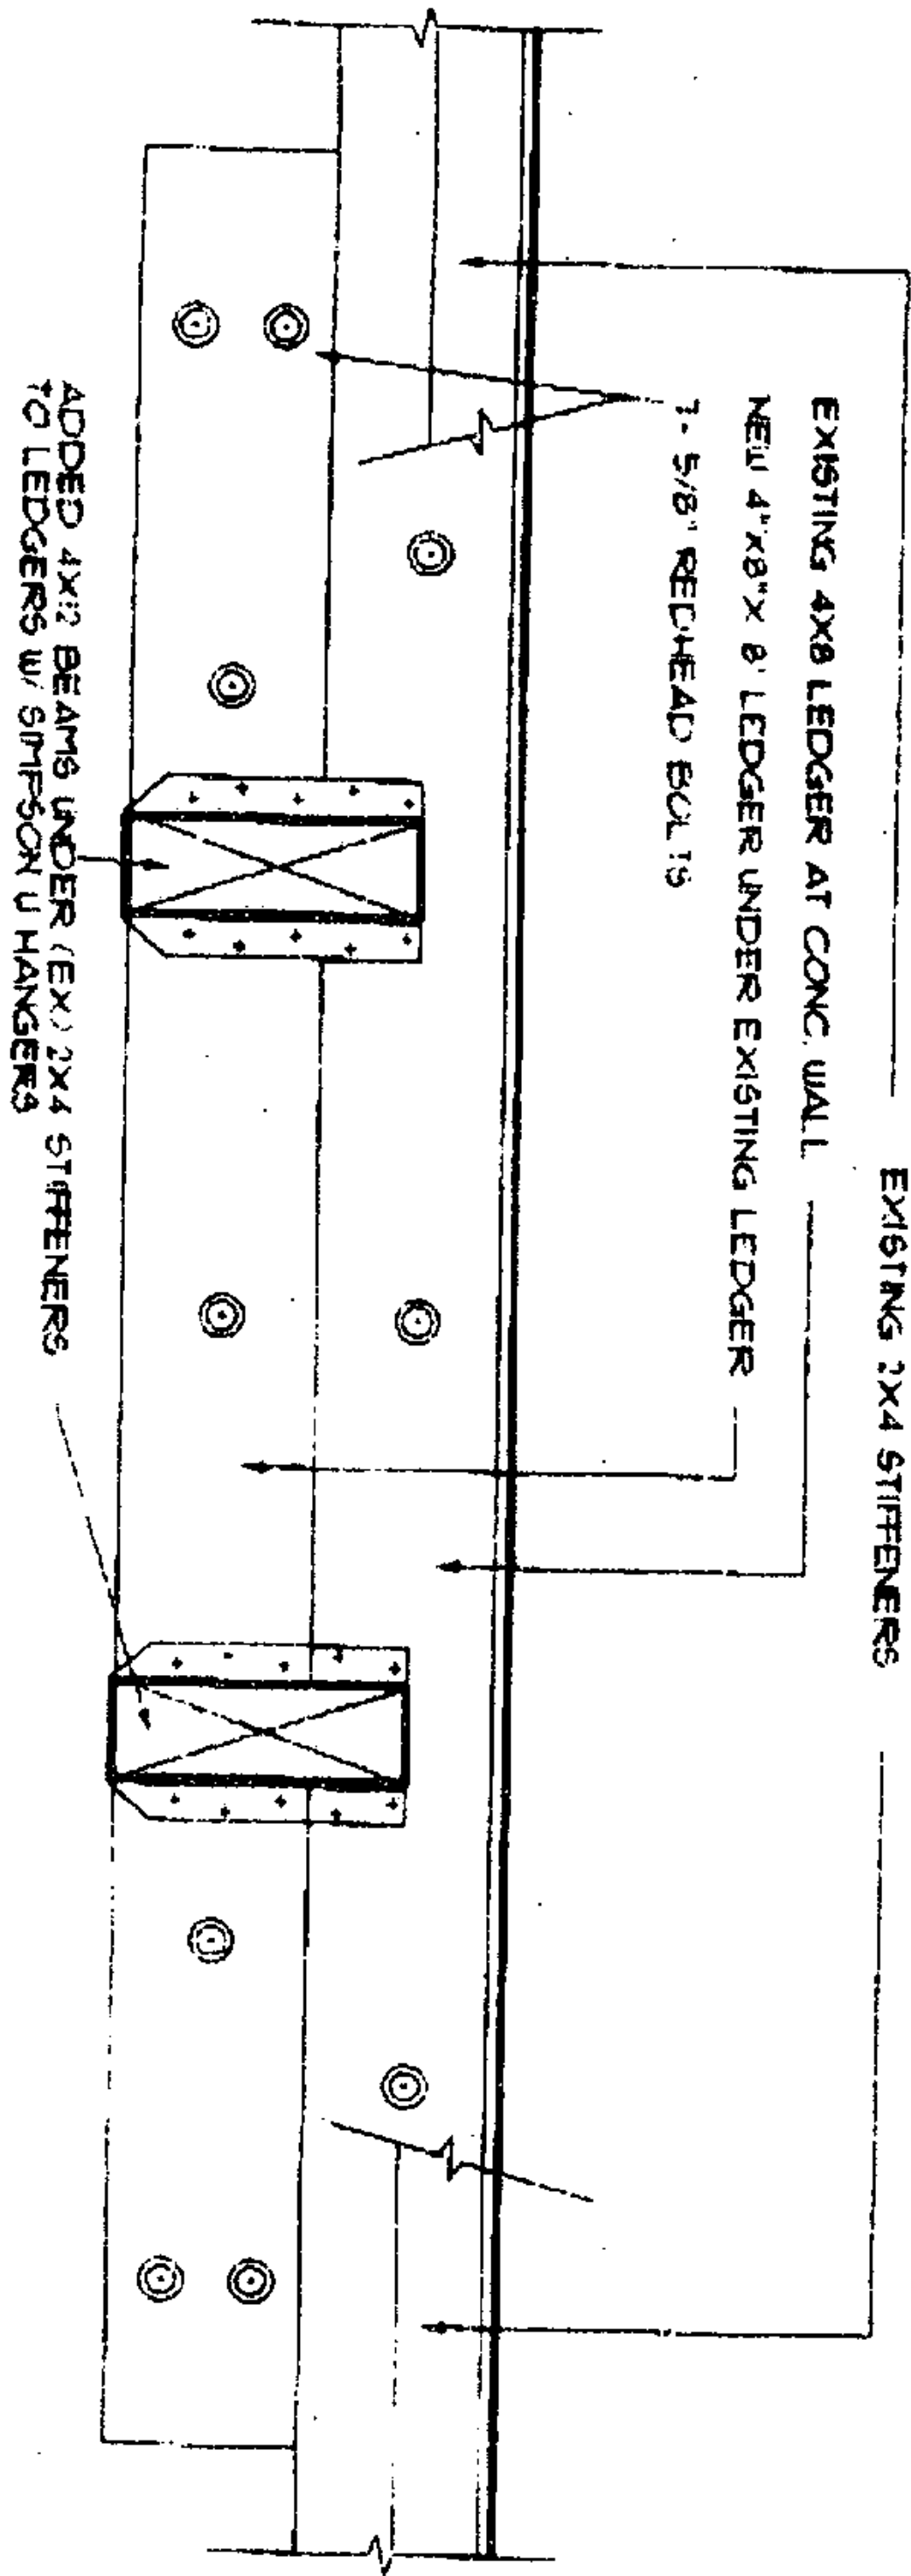 EXISTING 2X4 STIFFENERS
EXISTING 4X8 LEDGER AT CONC. WALL
NEW 4"X8"X 8' LEDGER UNDER EXISTING LEDGER
7- 5/8" REDHEAD BOLTS
ADDED 4X12 BEAMS UNDER (EX) 2X4 STIFFENERS
TO LEDGERS W/ SIMPSON U HANGERS